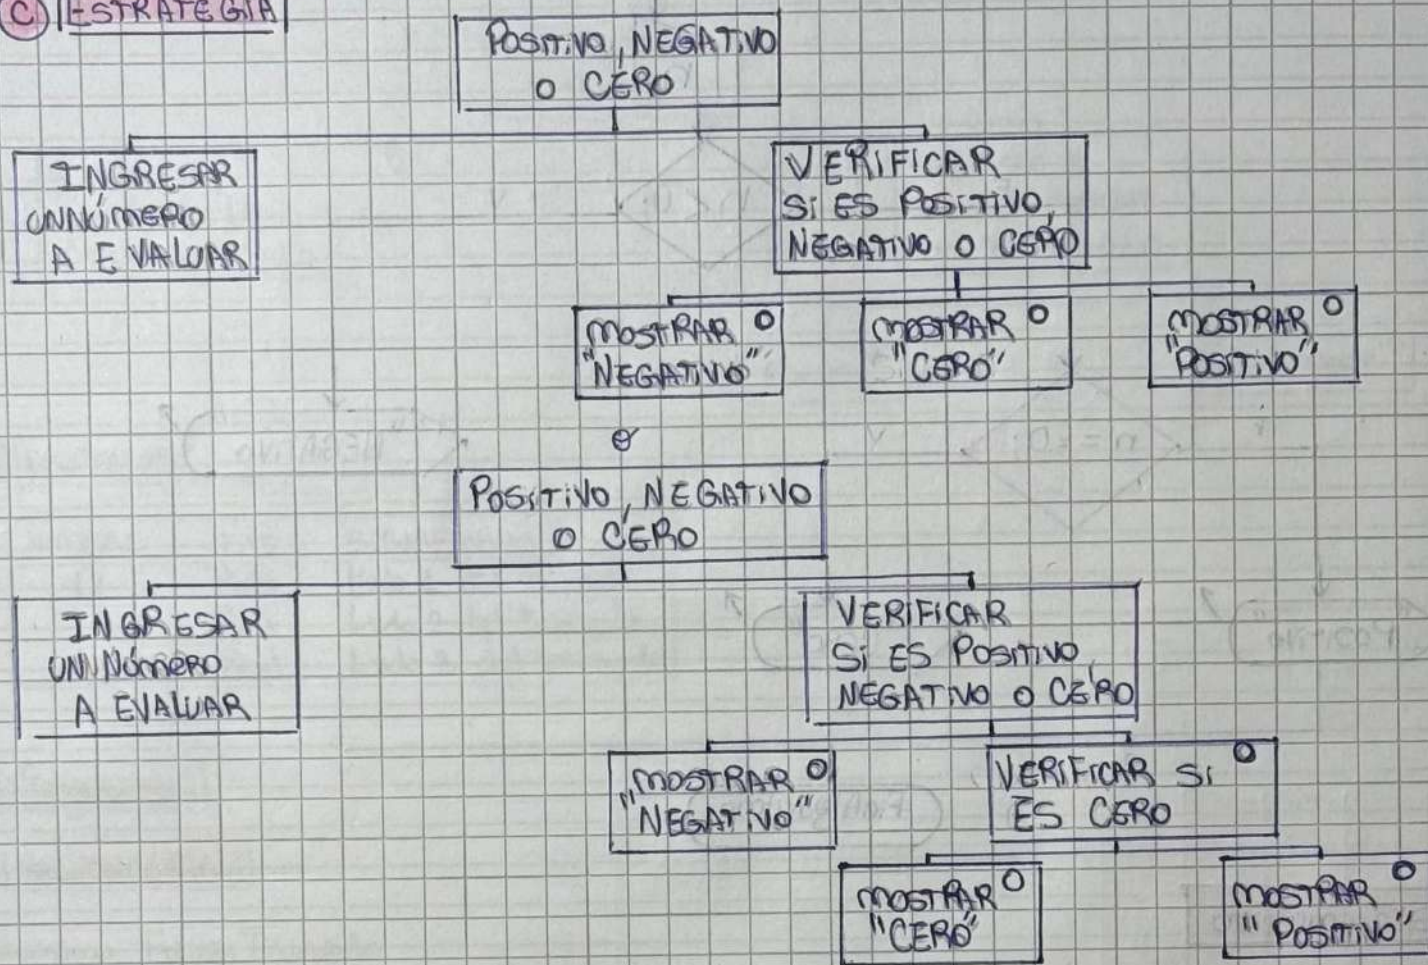 C) ESTRATEGIA
POSITIVO, NEGATIVO
O CERO
INGRESAR
UN NÚMERO
A EVALUAR
VERIFICAR
SI ES POSITIVO,
NEGATIVO O CERO
MOSTRAR O
"NEGATIVO"
MOSTRAR O
"CERO"
MOSTRAR O
"POSITIVO"
o
POSITIVO, NEGATIVO
O CERO
INGRESAR
UN NÚMERO
A EVALUAR
VERIFICAR
SI ES POSITIVO,
NEGATIVO O CERO
MOSTRAR O
"NEGATIVO"
VERIFICAR SI O
ES CERO
MOSTRAR O
"CERO"
MOSTRAR O
"POSITIVO"